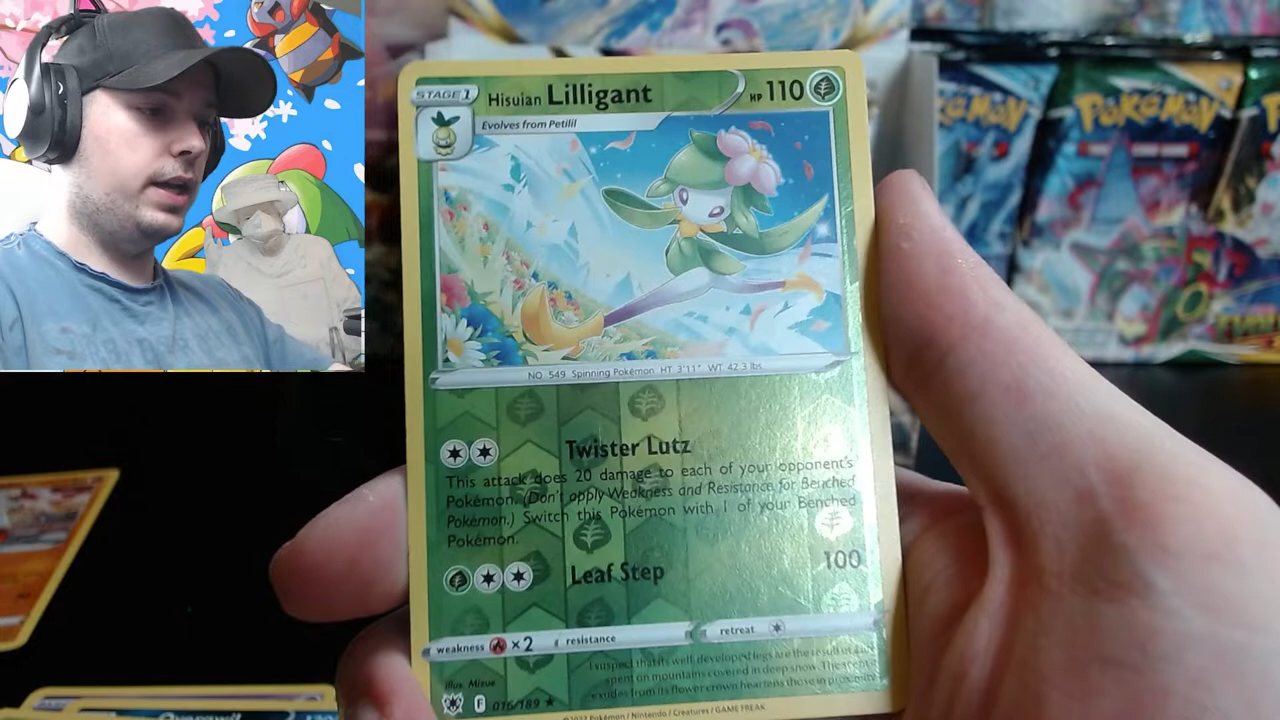 STAGE 1
Hisuian Lilligant
HP 110
Evolves from Petilil
NO. 549 Spinning Pokémon HT 3'11" WT 42.3 lbs
Twister Lutz
This attack does 20 damage to each of your opponent's
Pokémon. (Don't apply Weakness and Resistance for Benched
Pokémon.) Switch this Pokémon with 1 of your Benched
Pokémon.
Leaf Step 100
weakness ×2 resistance retreat
I suspect that its well-developed legs are the result of
spent on mountains covered in deep snow. The scent
exudes from its flower crown heartens those in proximity
Illus. Mizue
F 016/189 ★
©2022 Pokémon / Nintendo / Creatures / GAME FREAK
POKÉMON
Overqwil